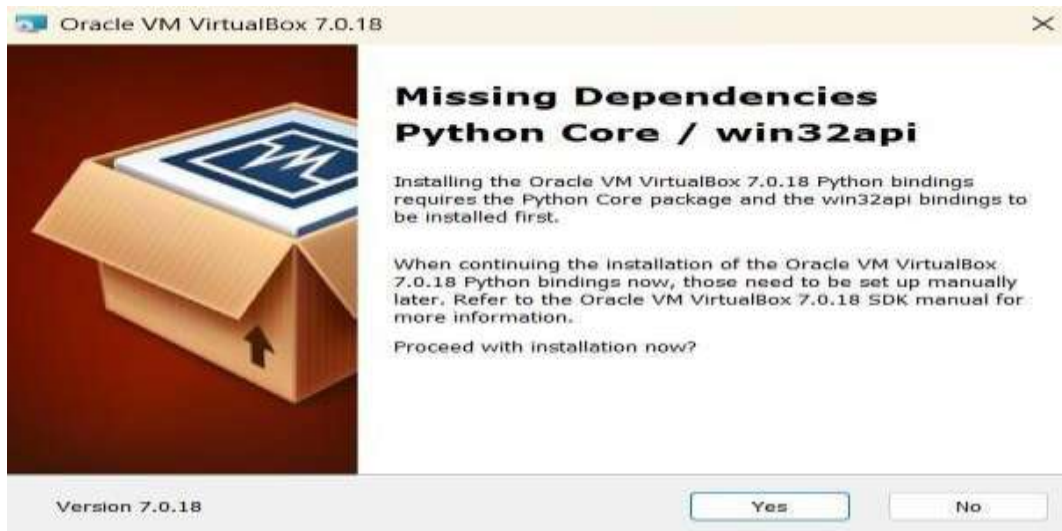 Oracle VM VirtualBox 7.0.18
Missing Dependencies
Python Core / win32api
Installing the Oracle VM VirtualBox 7.0.18 Python bindings
requires the Python Core package and the win32api bindings to
be installed first.
When continuing the installation of the Oracle VM VirtualBox
7.0.18 Python bindings now, those need to be set up manually
later. Refer to the Oracle VM VirtualBox 7.0.18 SDK manual for
more information.
Proceed with installation now?
Version 7.0.18
Yes
No